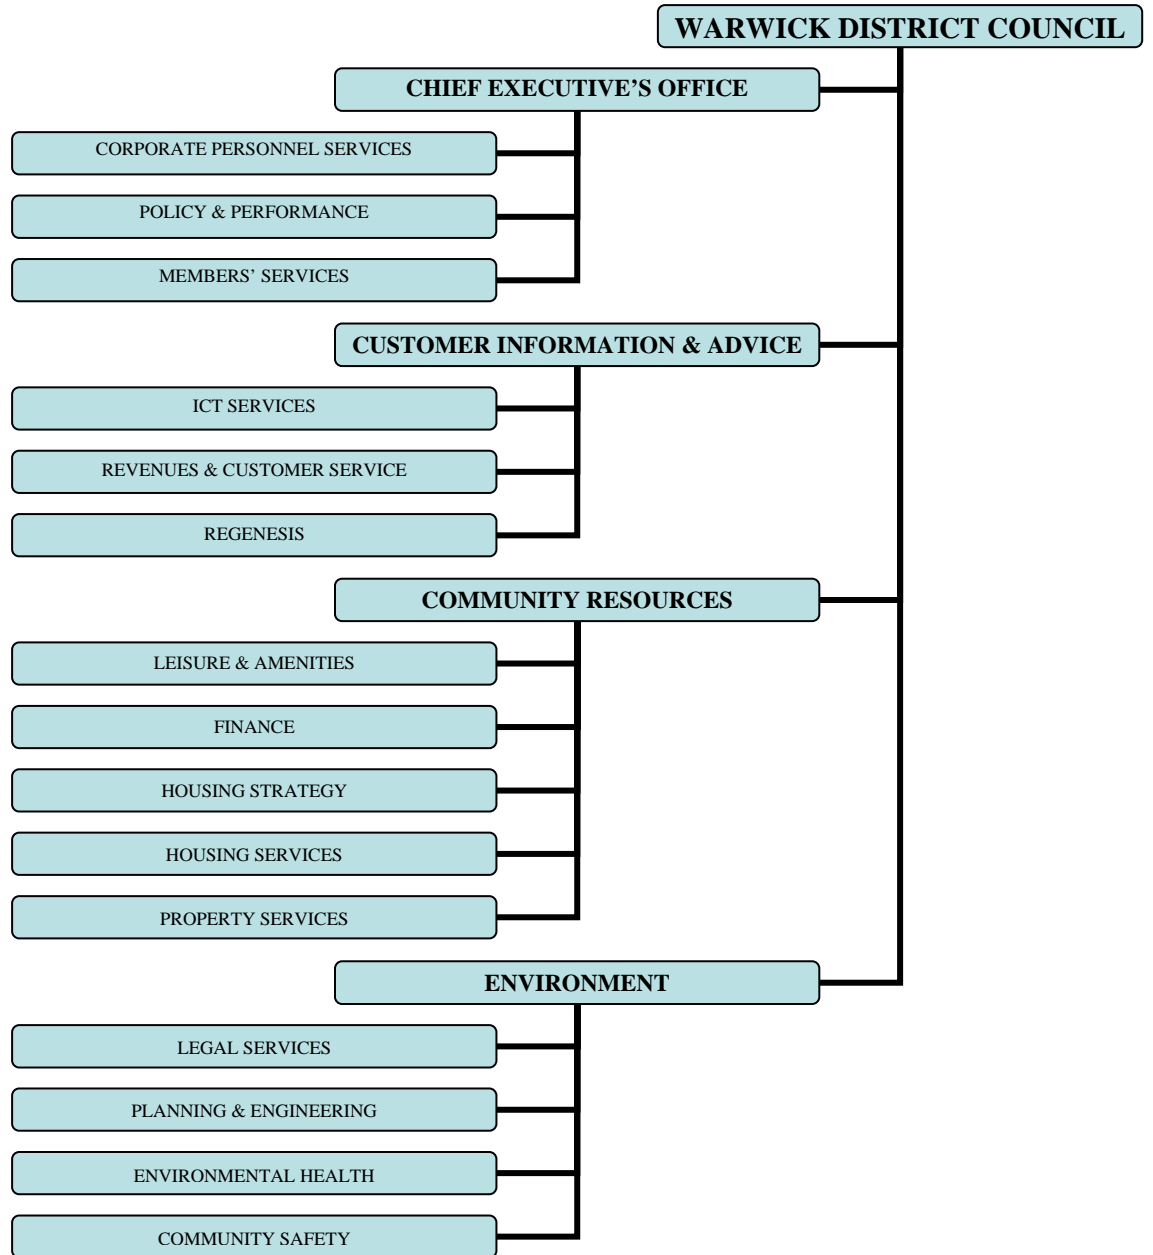 WARWICK DISTRICT COUNCIL
CHIEF EXECUTIVE’S OFFICE
CORPORATE PERSONNEL SERVICES
POLICY & PERFORMANCE
MEMBERS’ SERVICES
CUSTOMER INFORMATION & ADVICE
ICT SERVICES
REVENUES & CUSTOMER SERVICE
REGENESIS
COMMUNITY RESOURCES
LEISURE & AMENITIES
FINANCE
HOUSING STRATEGY
HOUSING SERVICES
PROPERTY SERVICES
ENVIRONMENT
LEGAL SERVICES
PLANNING & ENGINEERING
ENVIRONMENTAL HEALTH
COMMUNITY SAFETY